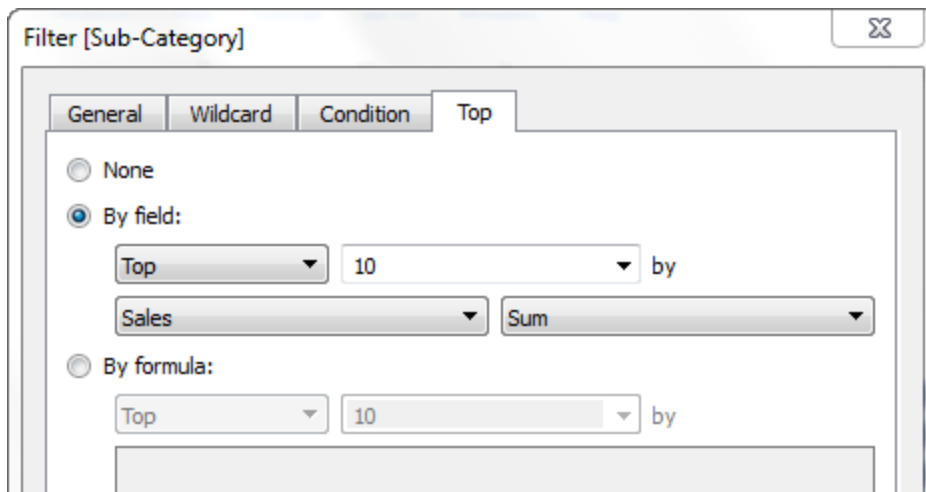 Filter [Sub-Category]
General Wildcard Condition Top
None
By field:
Top 10 by
Sales Sum
By formula:
Top 10 by